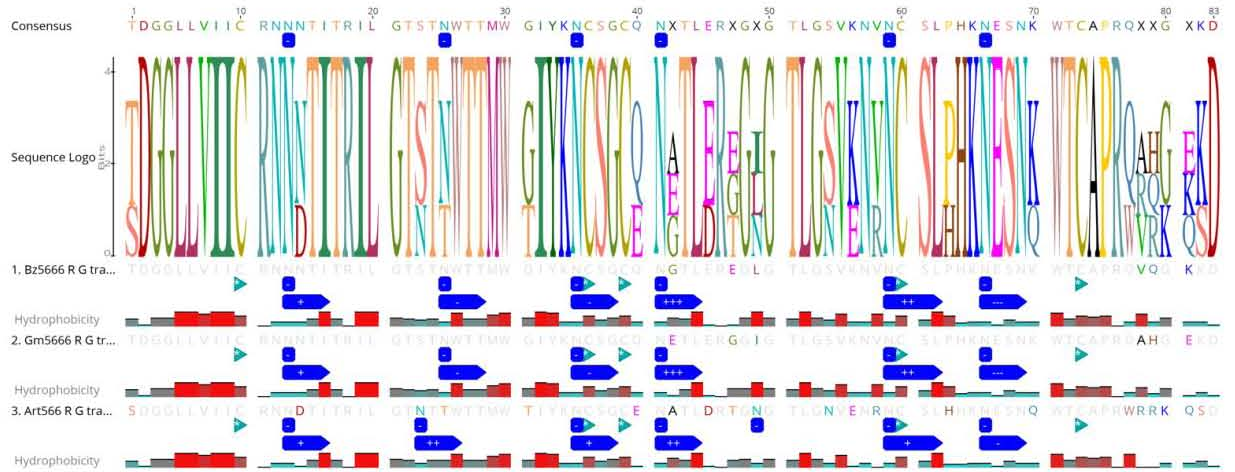 1 10 20 30 40 50 60 70 80 83
Consensus TDGGLLVIIC RNNNTITRIL GTSTNWTTMW GIYKNCSGCQ NXTLERXGXG TLGSVKNVNC SLPHKNESNK WTCAPRQXXG XKD
- - - - - -
4
Sequence Logo Bits 2
0
1. Bz5666 R G tra... TDGGLLVIIC RNNNTITRIL GTSTNWTTMW GIYKNCSGCQ NGTLEREGLG TLGSVKNVNC SLPHKNESNK WTCAPRQVQG KKD
- - - - - -
+ - - +++ ++ ---
Hydrophobicity
2. Gm5666 R G tr... TDGGLLVIIC RNNNTITRIL GTSTNWTTMW GIYKNCSGCQ NETLERGGIG TLGSVKNVNC SLPHKNESNK WTCAPRQAHG EKD
- - - - - -
+ - - +++ ++ ---
Hydrophobicity
3. Art566 R G tra... SDGGLLVIIC RNNDTITRIL GTNTTWTTMW TIYKNCSGCE NATLDRTGNG TLGNVENRNC SLHHKNESNQ WTCAPRWRRK QSD
- - - - - - -
+ ++ + ++ + -
Hydrophobicity